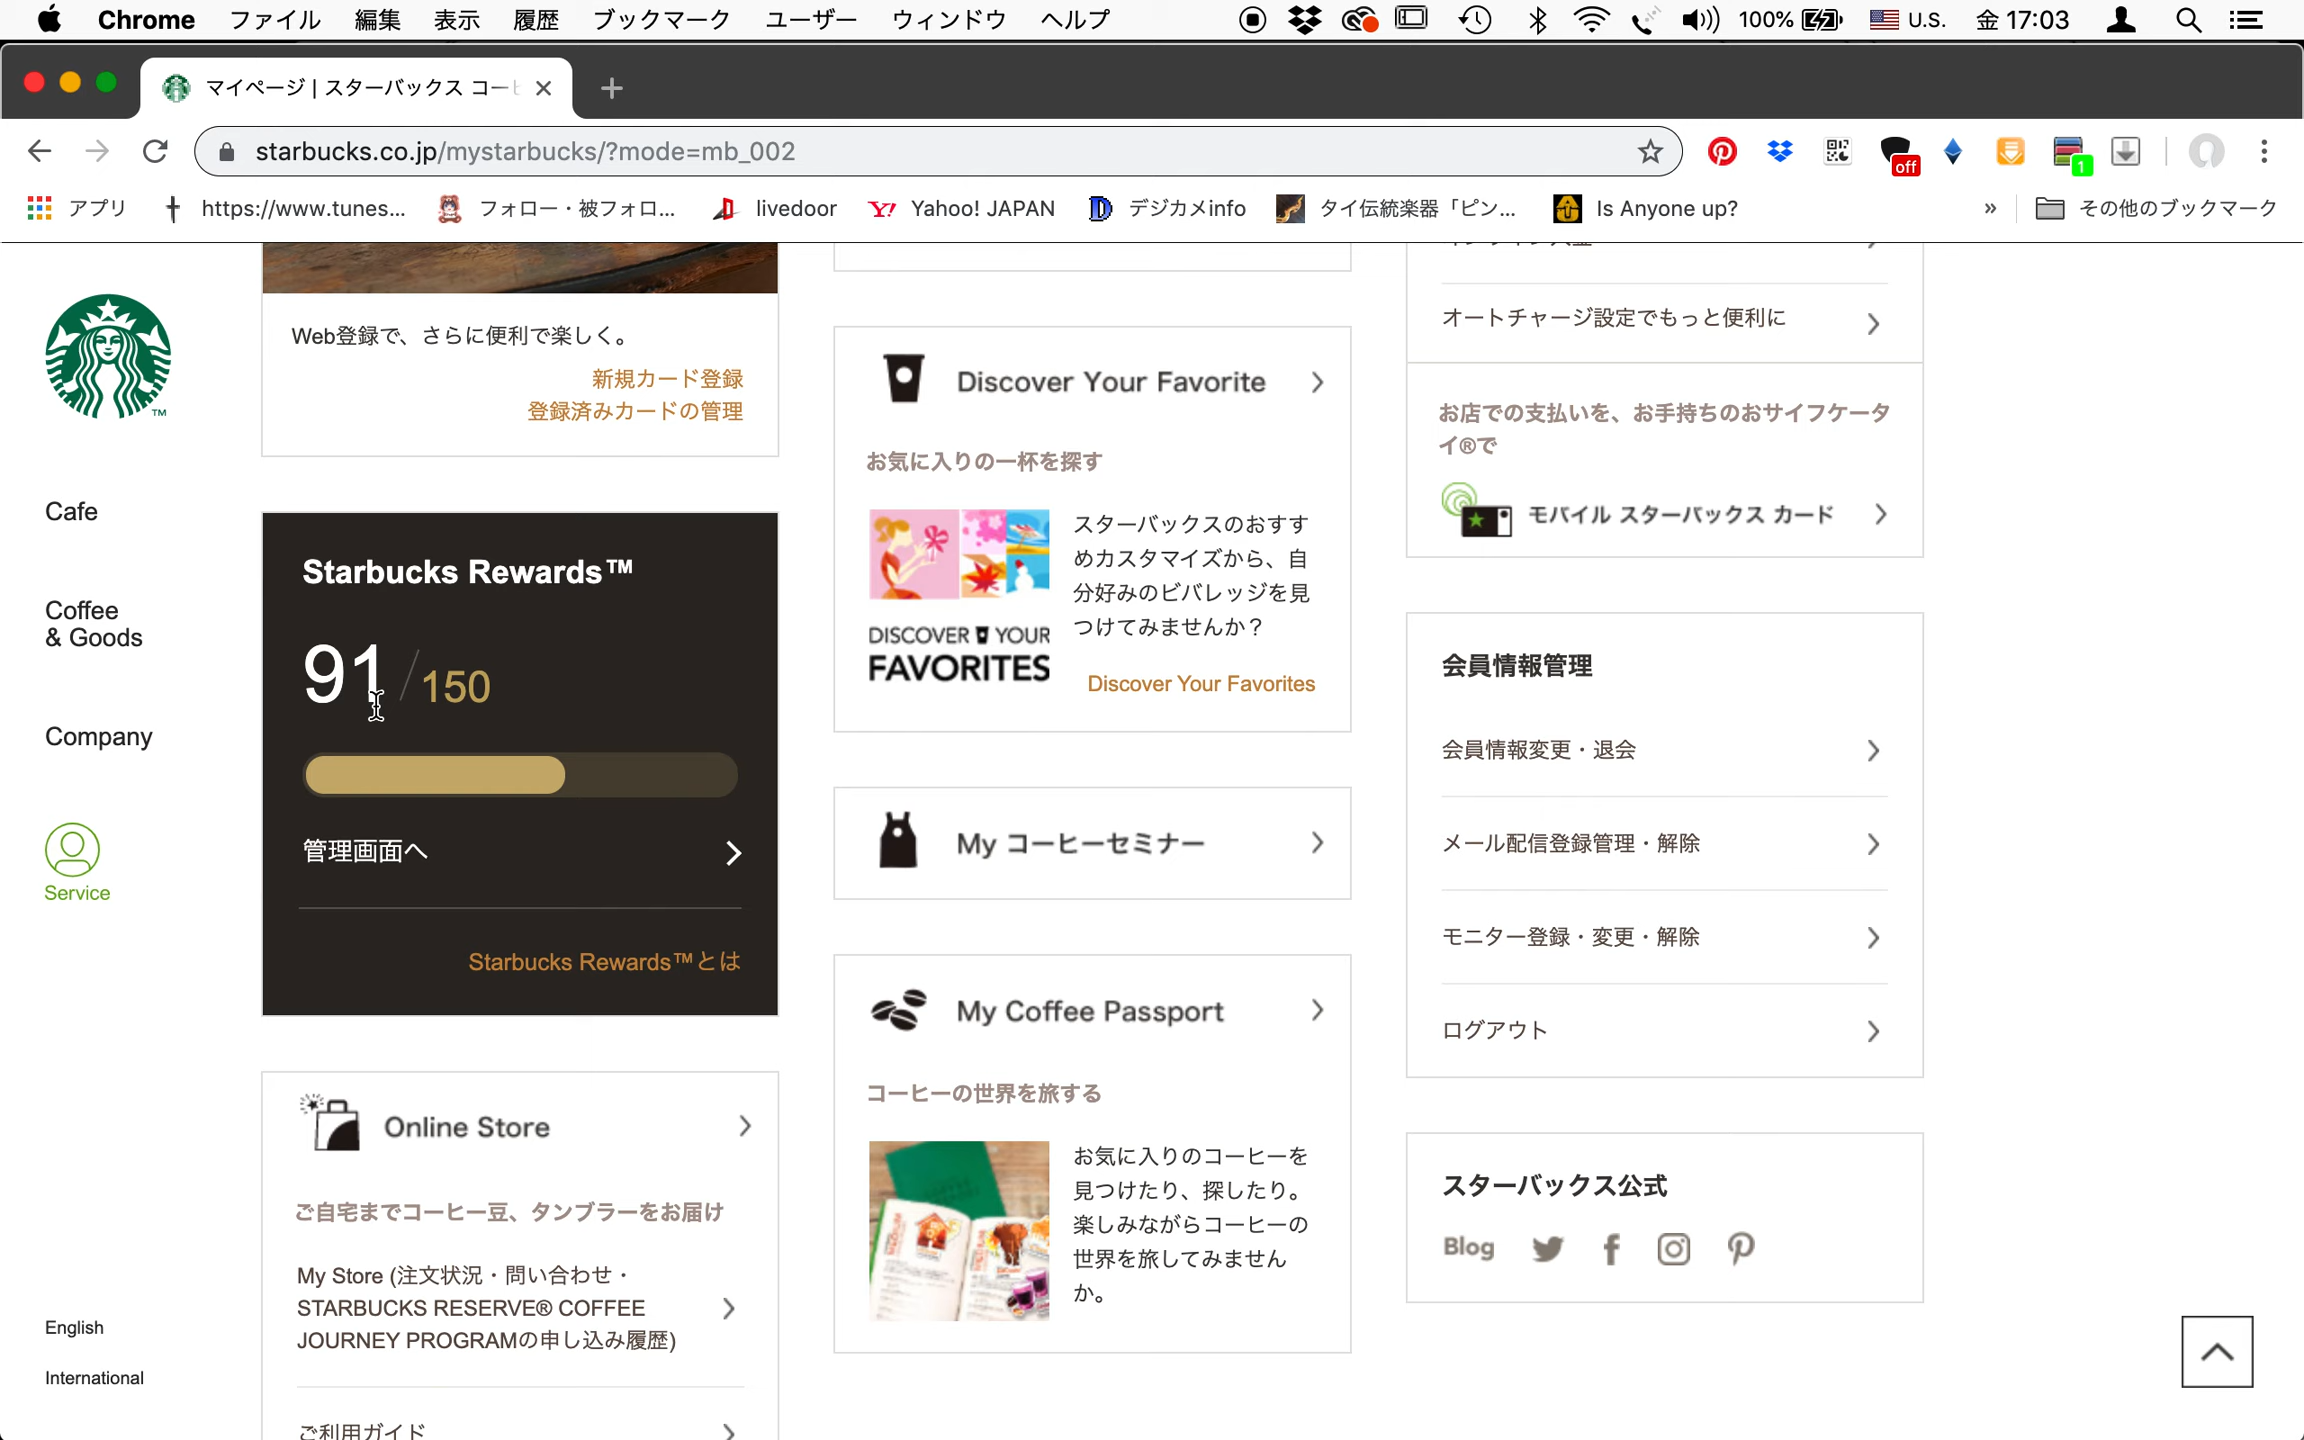 Chrome ファイル 編集 表示 履歴 ブックマーク ユーザー ウィンドウ ヘルプ 100% U.S. 金 17:03
マイページ | スターバックス コー
starbucks.co.jp/mystarbucks/?mode=mb_002
off
1
アプリ https://www.tunes... フォロー・被フォロ... livedoor Yahoo! JAPAN デジカメinfo タイ伝統楽器「ピン... Is Anyone up? » その他のブックマーク
TM
Cafe
Coffee
& Goods
Company
Service
English
International
Web登録で、さらに便利で楽しく。
新規カード登録
登録済みカードの管理
Starbucks Rewards™
91/150
管理画面へ
Starbucks Rewards™とは
Online Store
ご自宅までコーヒー豆、タンブラーをお届け
My Store (注文状況・問い合わせ・
STARBUCKS RESERVE® COFFEE
JOURNEY PROGRAMの申し込み履歴)
ご利用ガイド
Discover Your Favorite
お気に入りの一杯を探す
DISCOVER YOUR
FAVORITES
スターバックスのおすす
めカスタマイズから、自
分好みのビバレッジを見
つけてみませんか？
Discover Your Favorites
My コーヒーセミナー
My Coffee Passport
コーヒーの世界を旅する
お気に入りのコーヒーを
見つけたり、探したり。
楽しみながらコーヒーの
世界を旅してみません
か。
オートチャージ設定でもっと便利に
お店での支払いを、お手持ちのおサイフケータ
イ®で
モバイル スターバックス カード
会員情報管理
会員情報変更・退会
メール配信登録管理・解除
モニター登録・変更・解除
ログアウト
スターバックス公式
Blog